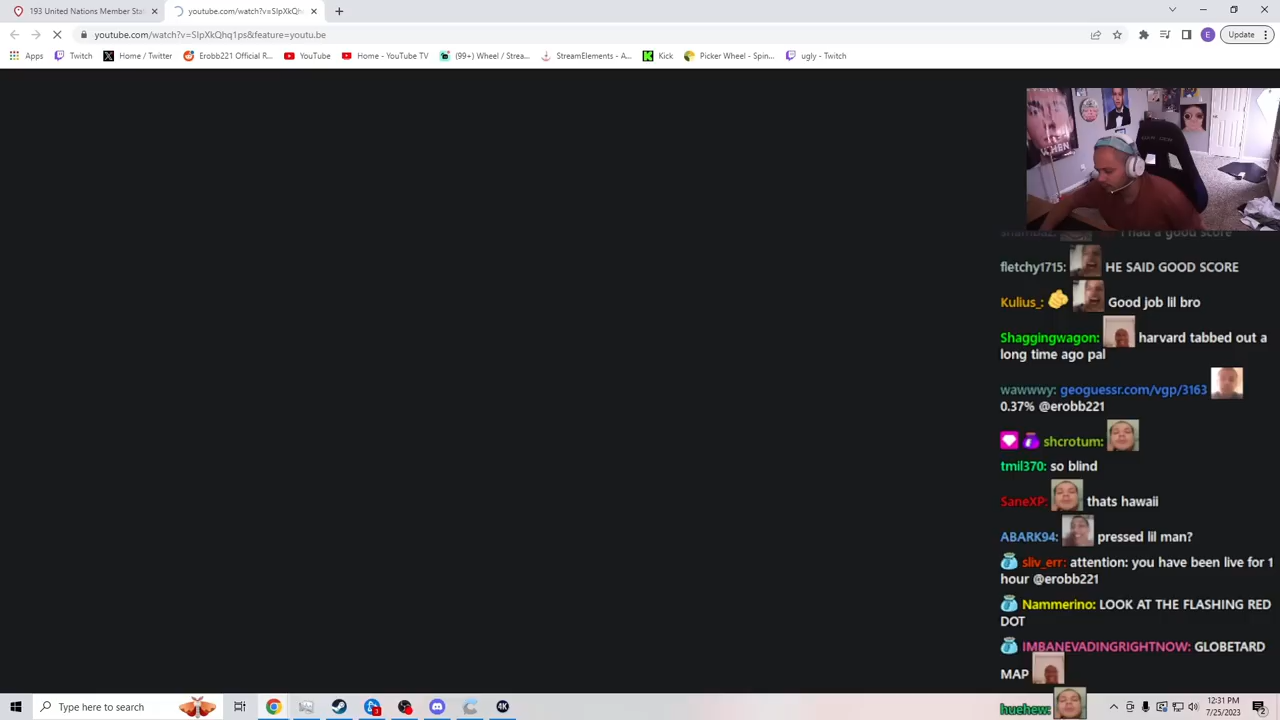 193 United Nations Member Sta
youtube.com/watch?v=SIpXkQh
youtube.com/watch?v=SIpXkQhq1ps&feature=youtu.be
Update
Apps
Twitch
Home / Twitter
Erobb221 Official R...
YouTube
Home - YouTube TV
(99+) Wheel / Strea...
StreamElements - A...
Kick
Picker Wheel - Spin...
ugly - Twitch
I had a good score
fletchy1715: HE SAID GOOD SCORE
Kulius_: Good job lil bro
Shaggingwagon: harvard tabbed out a
long time ago pal
wawwwy: geoguessr.com/vgp/3163
0.37% @erobb221
shcrotum:
tmil370: so blind
SaneXP: thats hawaii
ABARK94: pressed lil man?
sliv_err: attention: you have been live for 1
hour @erobb221
Nammerino: LOOK AT THE FLASHING RED
DOT
IMBANEVADINGRIGHTNOW: GLOBETARD
MAP
huehew:
Type here to search
4K
12:31 PM
7/25/2023